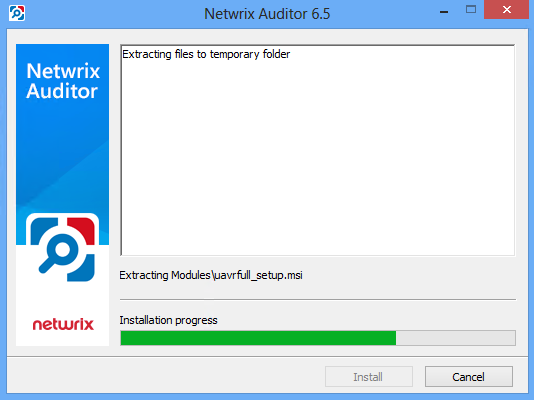 Netwrix Auditor 6.5
Netwrix
Auditor
netwrix
Extracting files to temporary folder
Extracting Modules\uavrfull_setup.msi
Installation progress
Install
Cancel